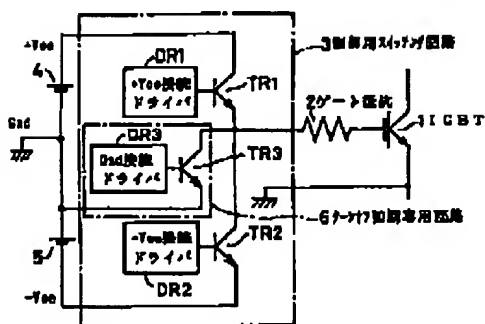 +Vcc
DR1
+Vcc接続
ドライバ
TR1
3制御用スイッチング回路
4
2ゲート抵抗
1IGBT
Gnd
DR3
Gnd接続
ドライバ
TR3
6ターンオフ制御専用回路
5
-Vee接続
ドライバ
TR2
-Vee
DR2